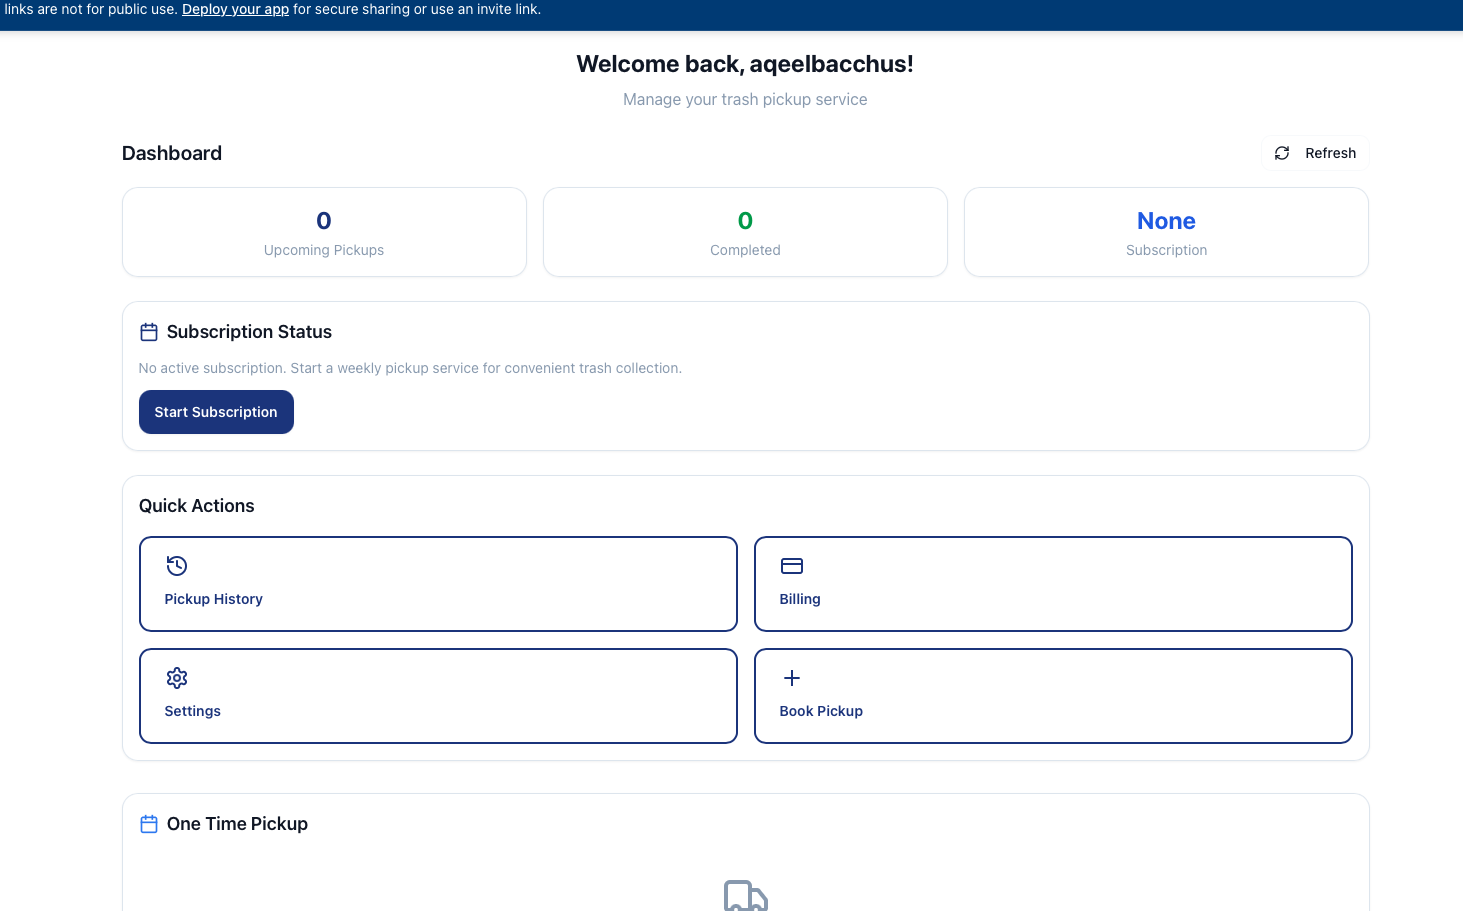 links are not for public use. Deploy your app for secure sharing or use an invite link.
Welcome back, aqeelbacchus!
Manage your trash pickup service
Dashboard
Refresh
0
Upcoming Pickups
0
Completed
None
Subscription
Subscription Status
No active subscription. Start a weekly pickup service for convenient trash collection.
Start Subscription
Quick Actions
Pickup History
Billing
Settings
Book Pickup
One Time Pickup